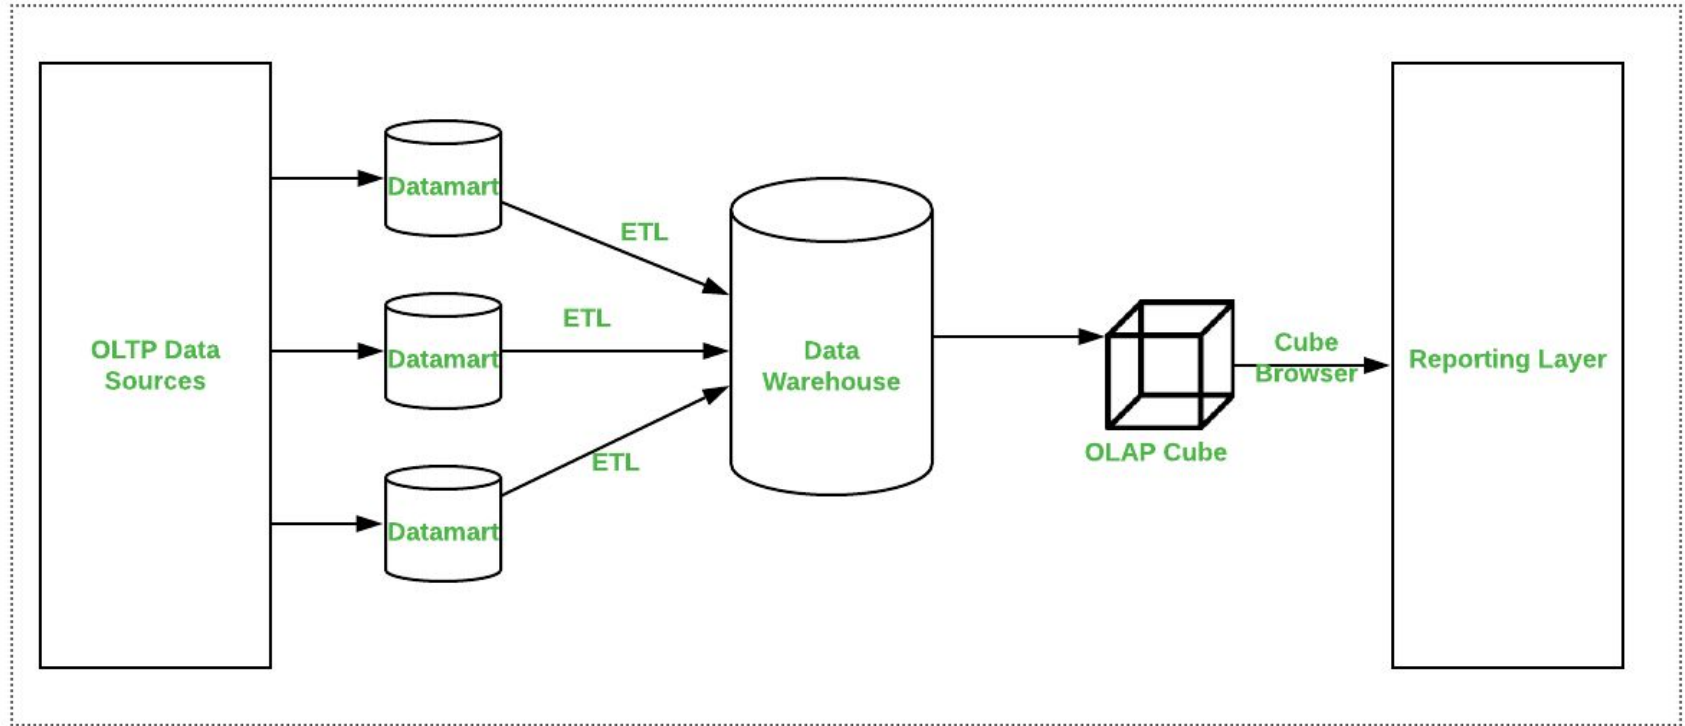 OLTP Data
Sources
Datamart
Datamart
Datamart
ETL
ETL
ETL
Data
Warehouse
OLAP Cube
Cube
Browser
Reporting Layer